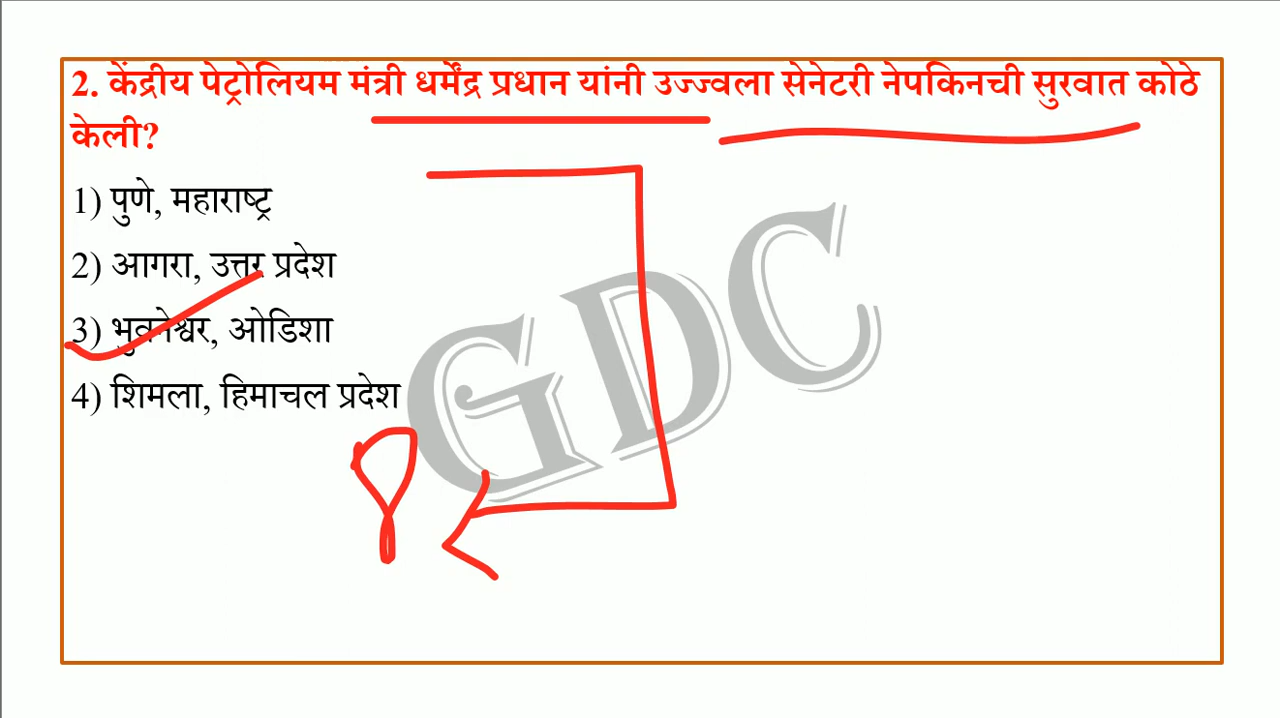 2. केंद्रीय पेट्रोलियम मंत्री धर्मेंद्र प्रधान यांनी उज्ज्वला सेनेटरी नेपकिनची सुरवात कोठे
केली?
1) पुणे, महाराष्ट्र
2) आगरा, उत्तर प्रदेश
3) भुवनेश्वर, ओडिशा
4) शिमला, हिमाचल प्रदेश
GDC